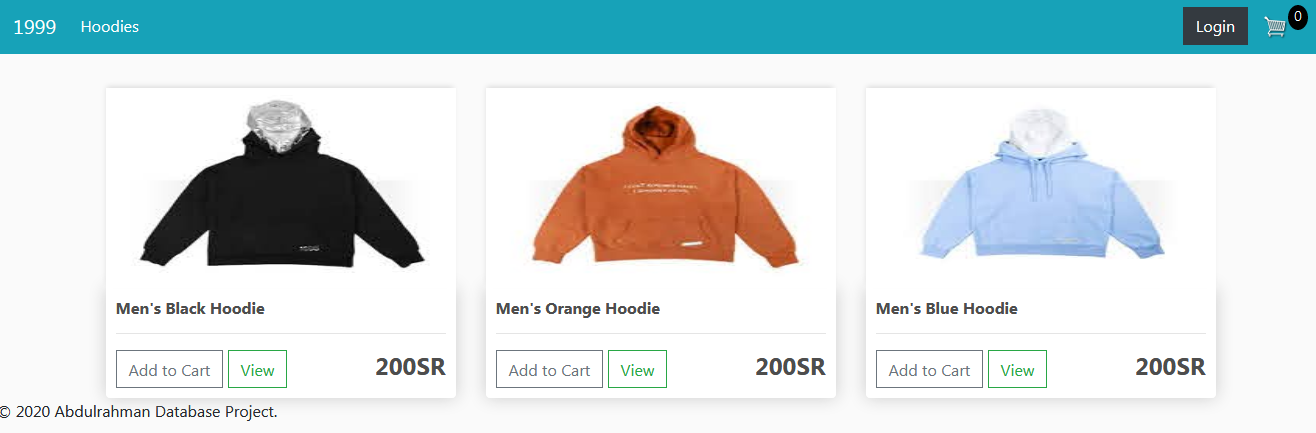 1999 Hoodies Login 0
Men's Black Hoodie Men's Orange Hoodie Men's Blue Hoodie
Add to Cart View 200SR Add to Cart View 200SR Add to Cart View 200SR
© 2020 Abdulrahman Database Project.